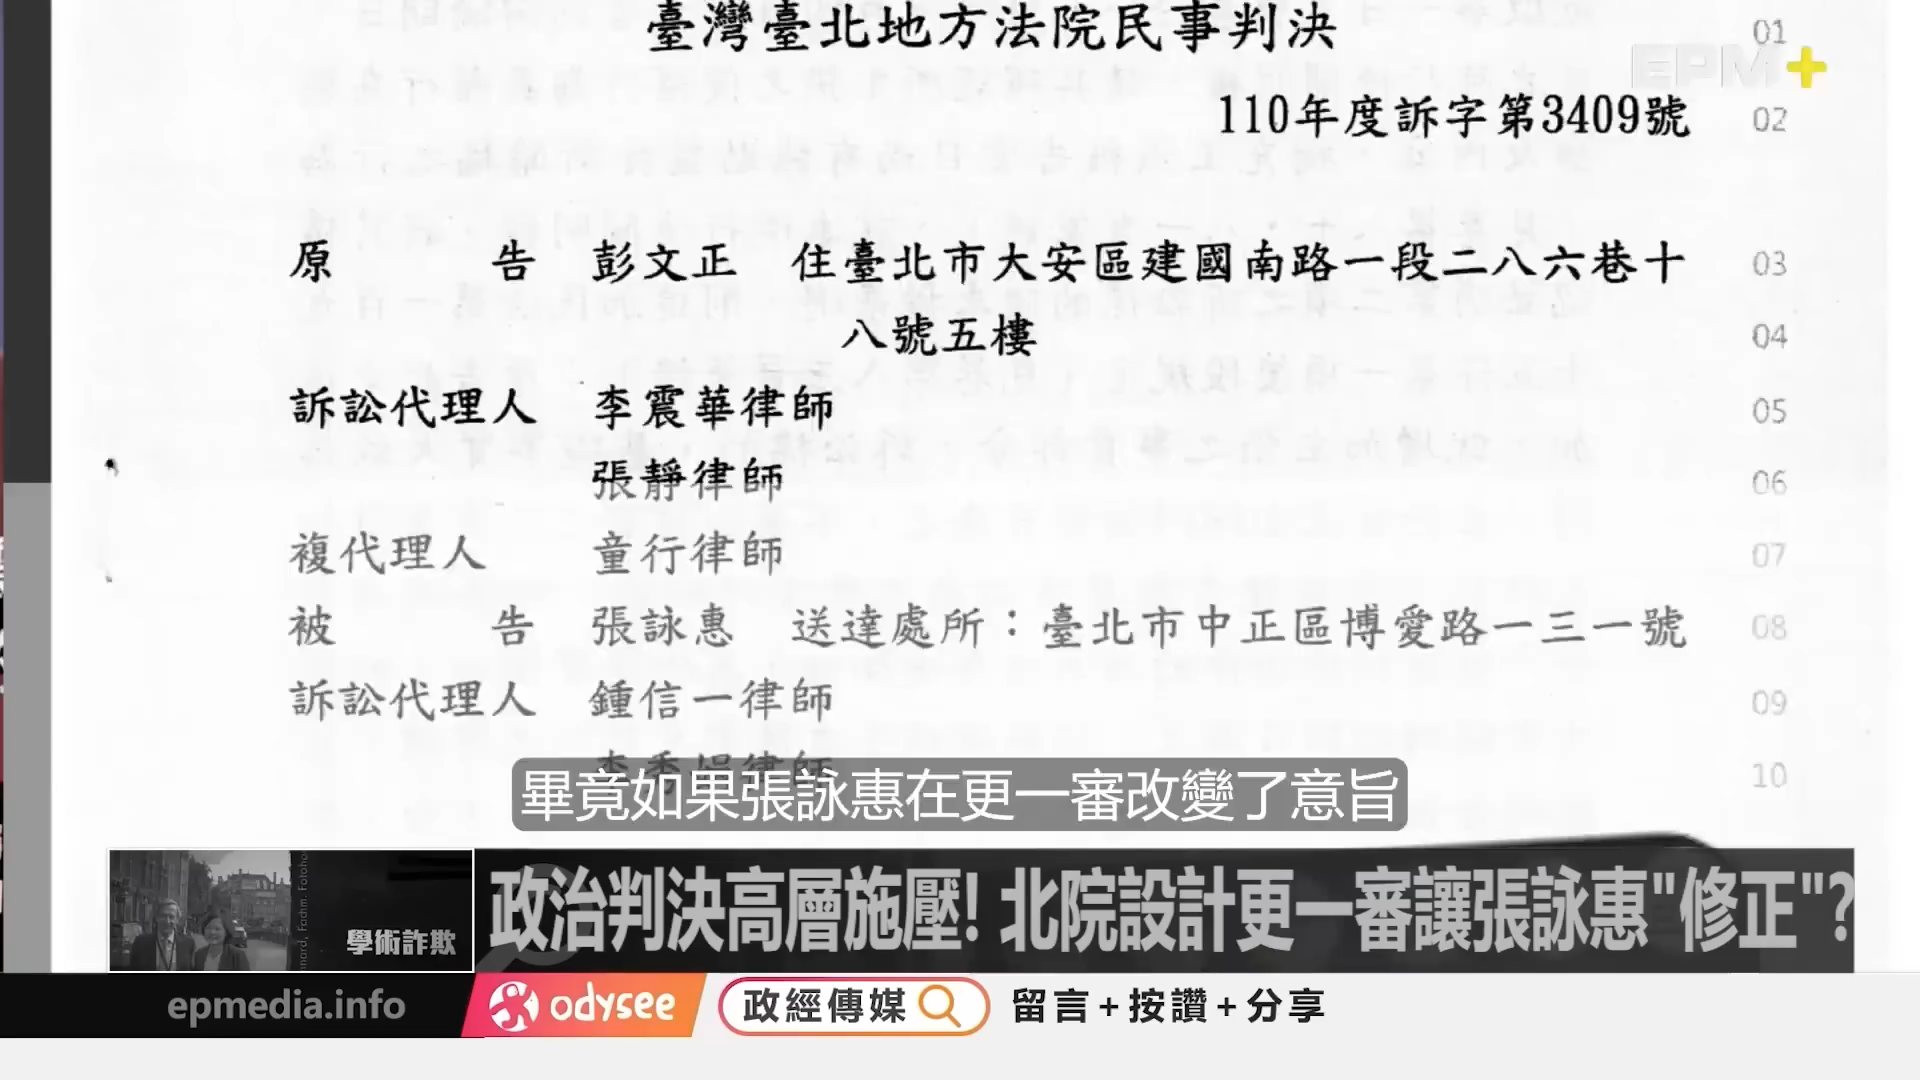 臺灣臺北地方法院民事判決
01
EPM+
110年度訴字第3409號
02
原 告 彭文正 住臺北市大安區建國南路一段二八六巷十
03
八號五樓
04
訴訟代理人 李震華律師
05
張靜律師
06
複代理人 童行律師
07
被 告 張詠惠 送達處所：臺北市中正區博愛路一三一號
08
訴訟代理人 鍾信一律師
09
10
畢竟如果張詠惠在更一審改變了意旨
學術詐欺
政治判決高層施壓! 北院設計更一審讓張詠惠"修正"?
epmedia.info
odysee
政經傳媒
留言+按讚+分享